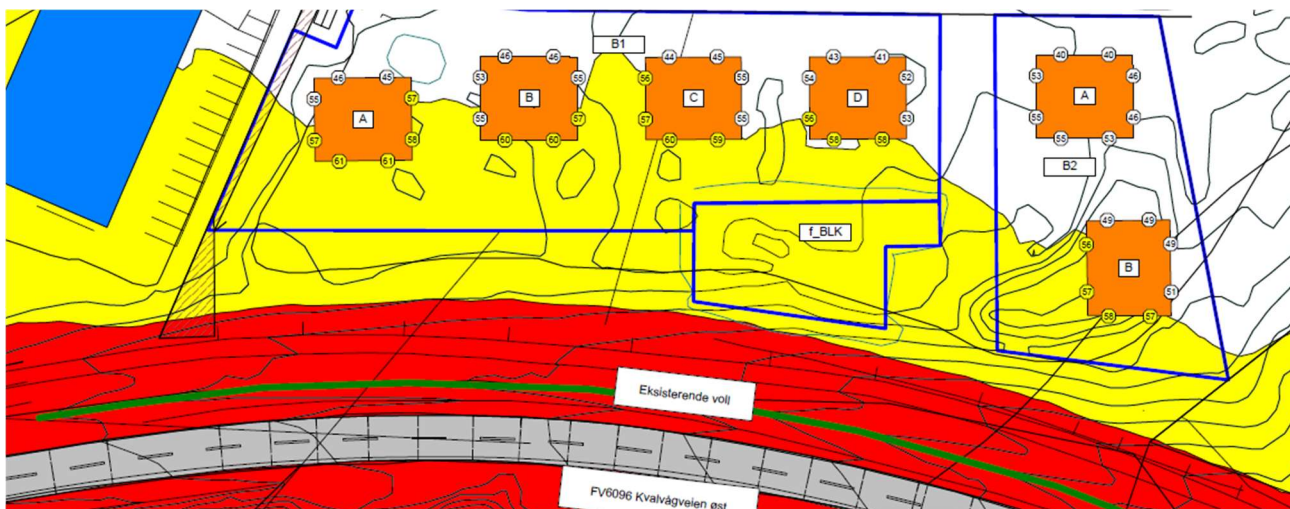 B1
46 45
55 57
A
57 58
61 61
46 46
53 55
B
55 57
60 60
44 45
56 55
C
57 55
60 59
43 41
54 52
D
56 53
58 58
40 40
53 46
A
55 46
55 53
B2
f_BLK
49 49
56 49
B
57 51
58 57
Eksisterende voll
FV6096 Kvalvågveien øst